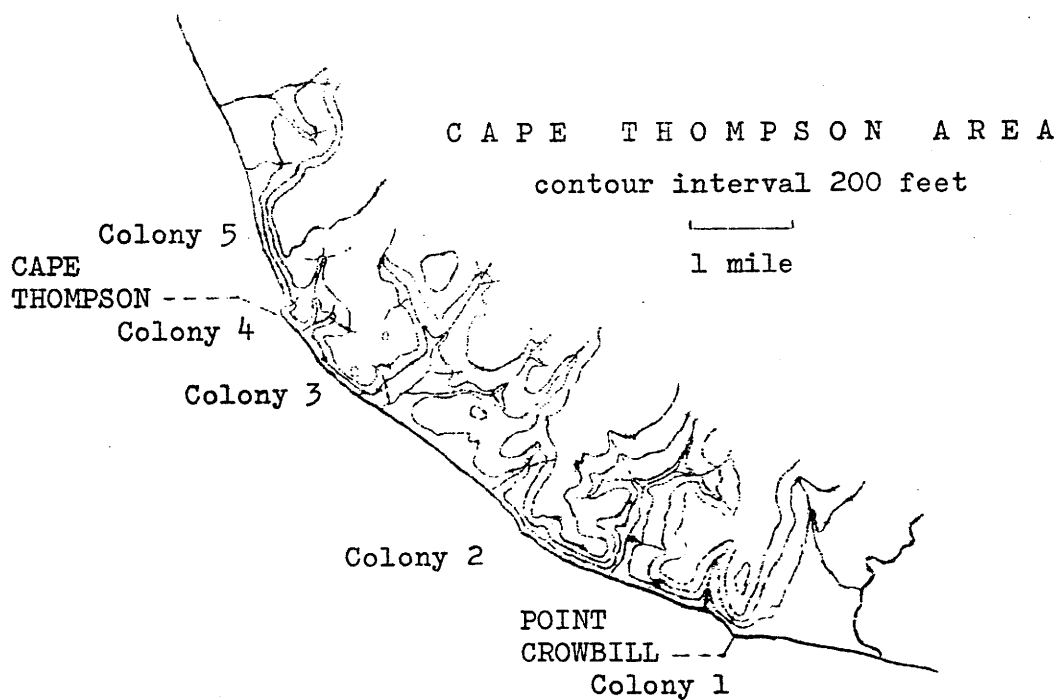 CAPE THOMPSON AREA
contour interval 200 feet
1 mile
Colony 5
CAPE
THOMPSON
Colony 4
Colony 3
Colony 2
POINT
CROWBILL
Colony 1